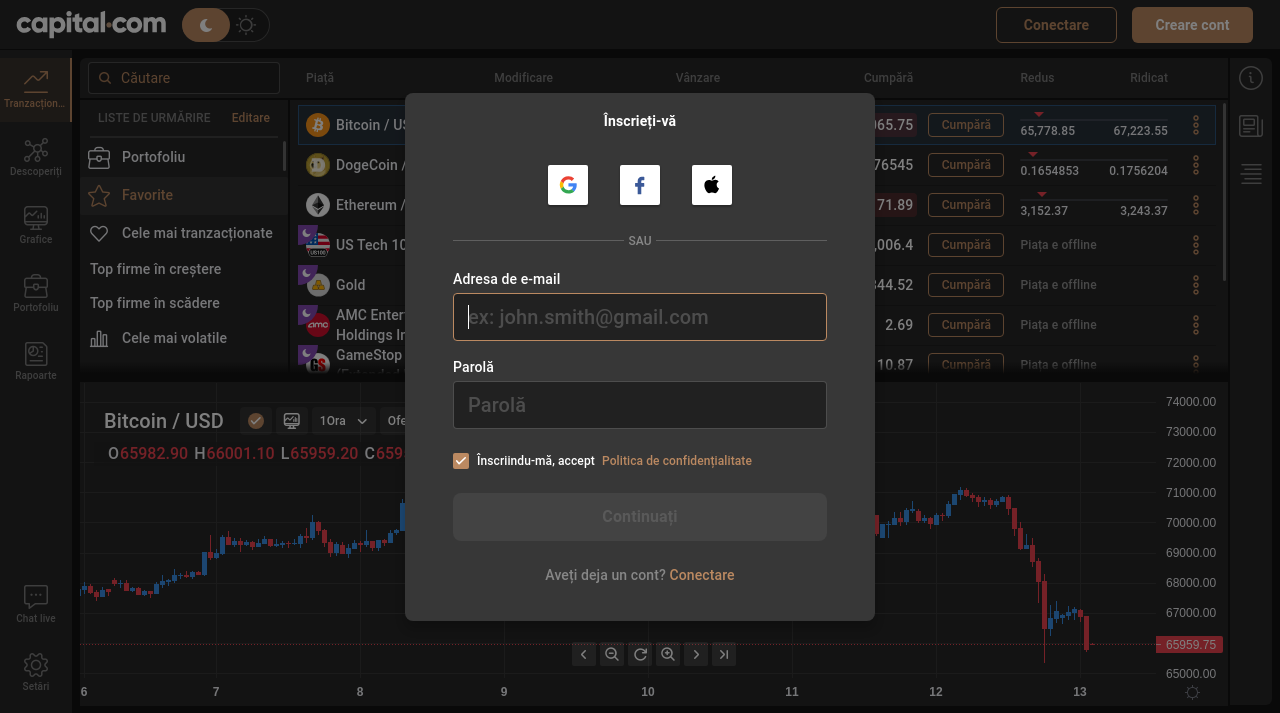 capital.com
Conectare
Creare cont
Tranzacțion...
Descoperiți
Grafice
Portofoliu
Rapoarte
Chat live
Setări
Căutare
Piață
Modificare
Vânzare
Cumpără
Redus
Ridicat
LISTE DE URMĂRIRE
Editare
Portofoliu
Favorite
Cele mai tranzacționate
Top firme în creștere
Top firme în scădere
Cele mai volatile
Bitcoin / US
065.75
Cumpără
65,778.85
67,223.55
DogeCoin /
76545
Cumpără
0.1654853
0.1756204
Ethereum /
71.89
Cumpără
3,152.37
3,243.37
US Tech 10
,006.4
Cumpără
Piața e offline
Gold
344.52
Cumpără
Piața e offline
AMC Enter
Holdings In
2.69
Cumpără
Piața e offline
GameStop
10.87
Cumpără
Piața e offline
Înscrieți-vă
SAU
Adresa de e-mail
ex: john.smith@gmail.com
Parolă
Parolă
Înscriindu-mă, accept Politica de confidențialitate
Continuați
Aveți deja un cont? Conectare
Bitcoin / USD
1Ora
Ofe
O65982.90 H66001.10 L65959.20 C659
74000.00
73000.00
72000.00
71000.00
70000.00
69000.00
68000.00
67000.00
65959.75
65000.00
6
7
8
9
10
11
12
13